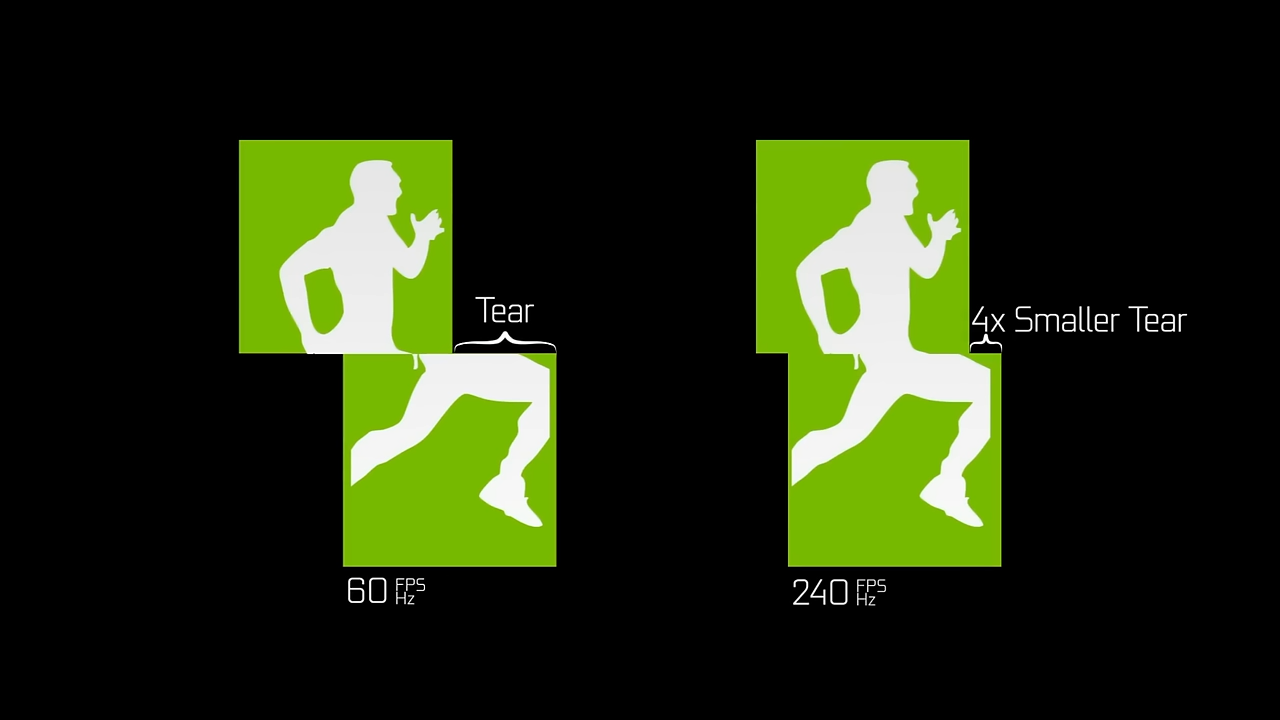 Tear
4x Smaller Tear
60 FPS
Hz
240 FPS
Hz